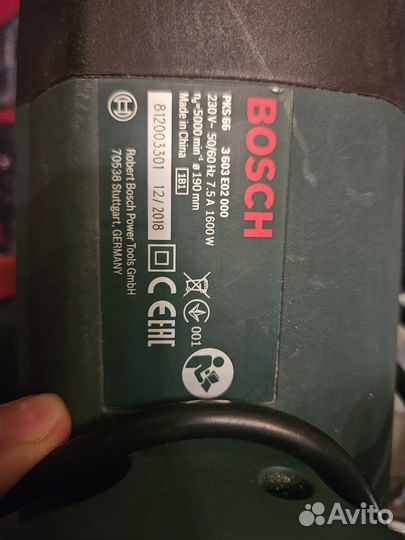 BOSCH
PKS 66 3 603 E02 000
230 V~ 50/60 Hz 7.5 A 1600 W
n₀=5000 min⁻¹ ø 190 mm
Made in China 1B1
812003301 12/2018
Robert Bosch Power Tools GmbH
70538 Stuttgart, GERMANY
001
CE EAC
Avito